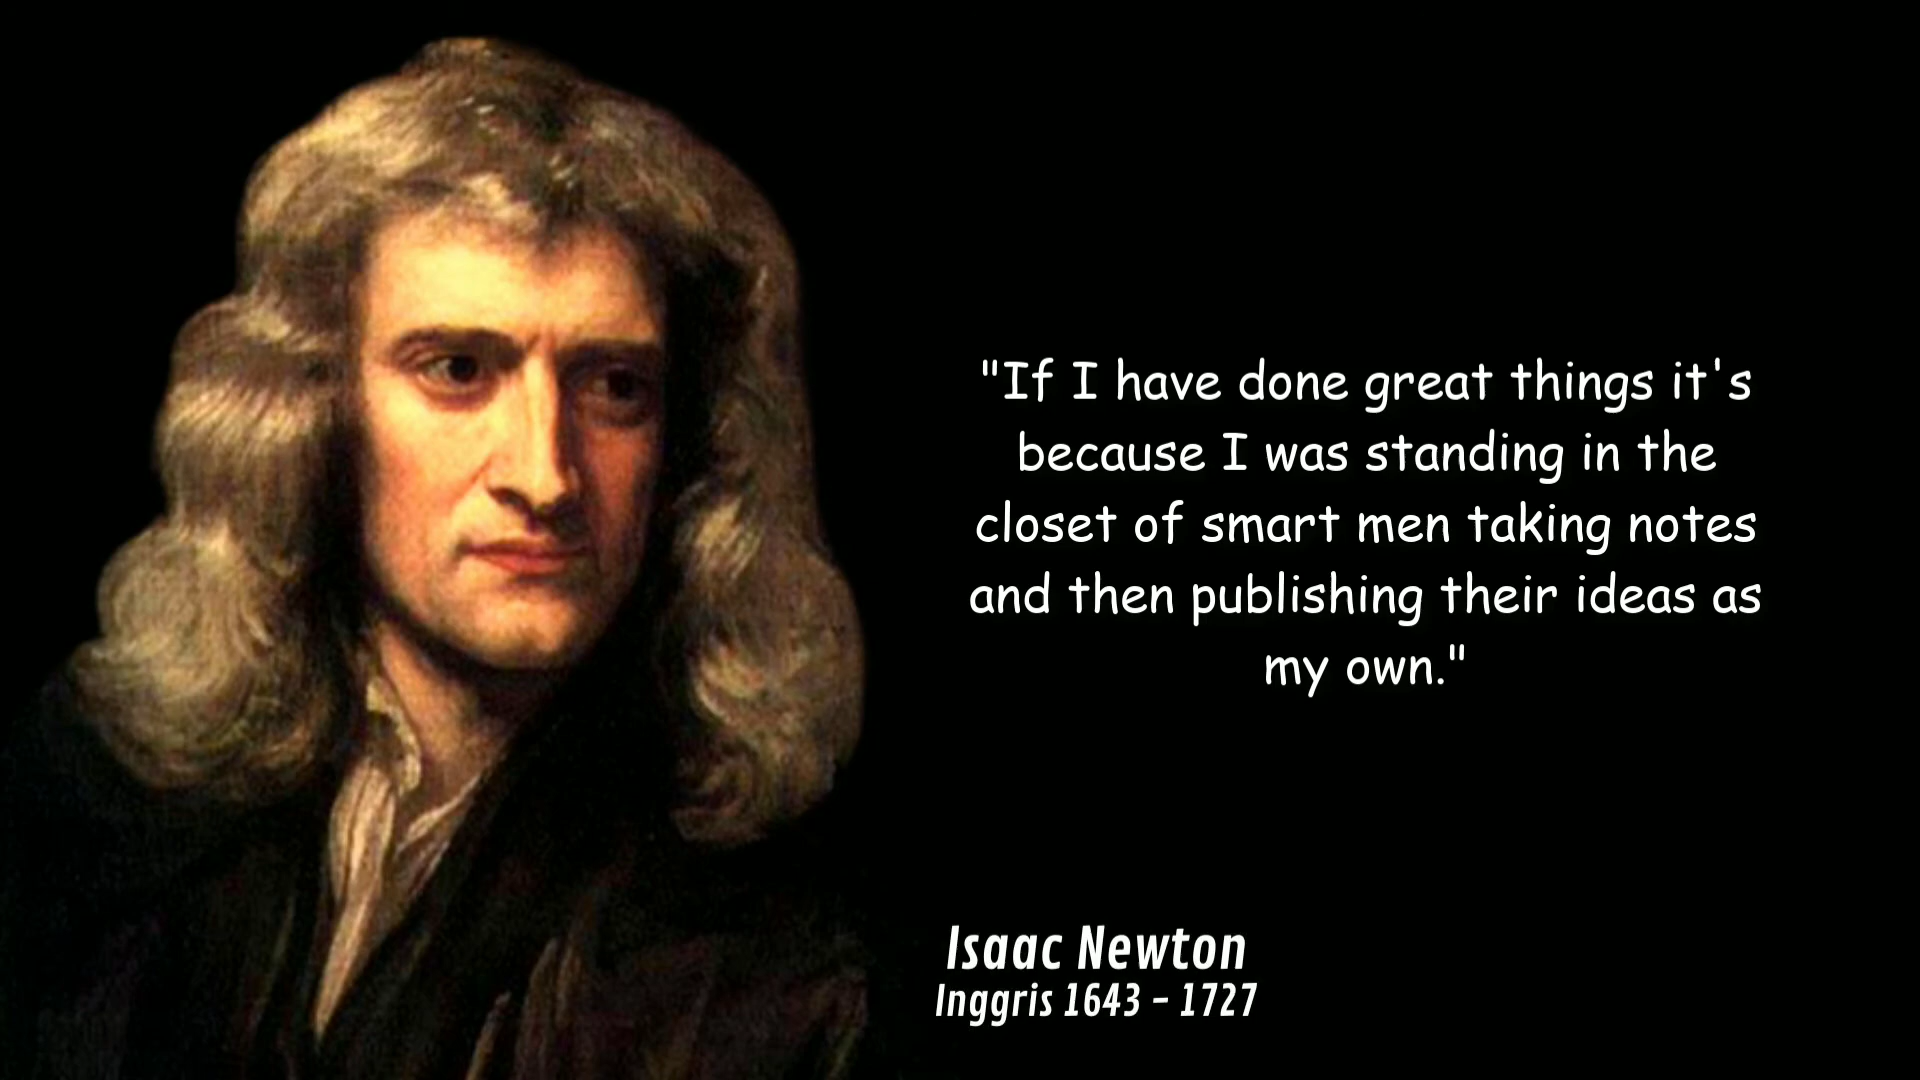 "If I have done great things it's
because I was standing in the
closet of smart men taking notes
and then publishing their ideas as
my own."
Isaac Newton
Inggris 1643 - 1727